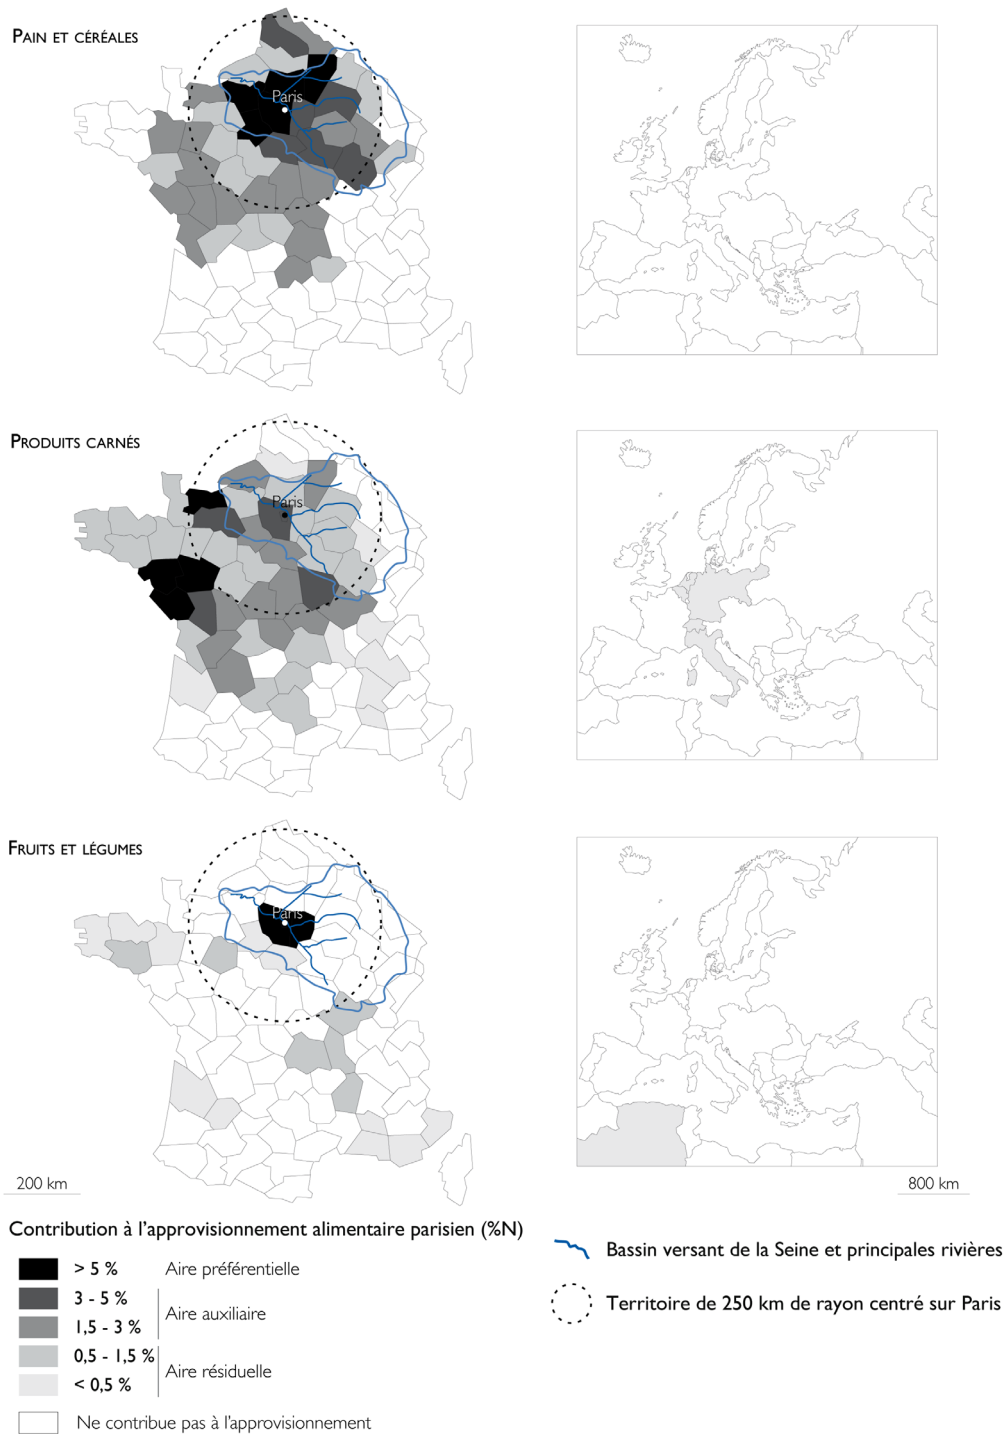 Pain et céréales
Paris
Produits carnés
Paris
Fruits et légumes
Paris
200 km
800 km
Contribution à l'approvisionnement alimentaire parisien (%N)
> 5 % Aire préférentielle
3 - 5 %
Aire auxiliaire
1,5 - 3 %
0,5 - 1,5 %
Aire résiduelle
< 0,5 %
Ne contribue pas à l'approvisionnement
Bassin versant de la Seine et principales rivières
Territoire de 250 km de rayon centré sur Paris